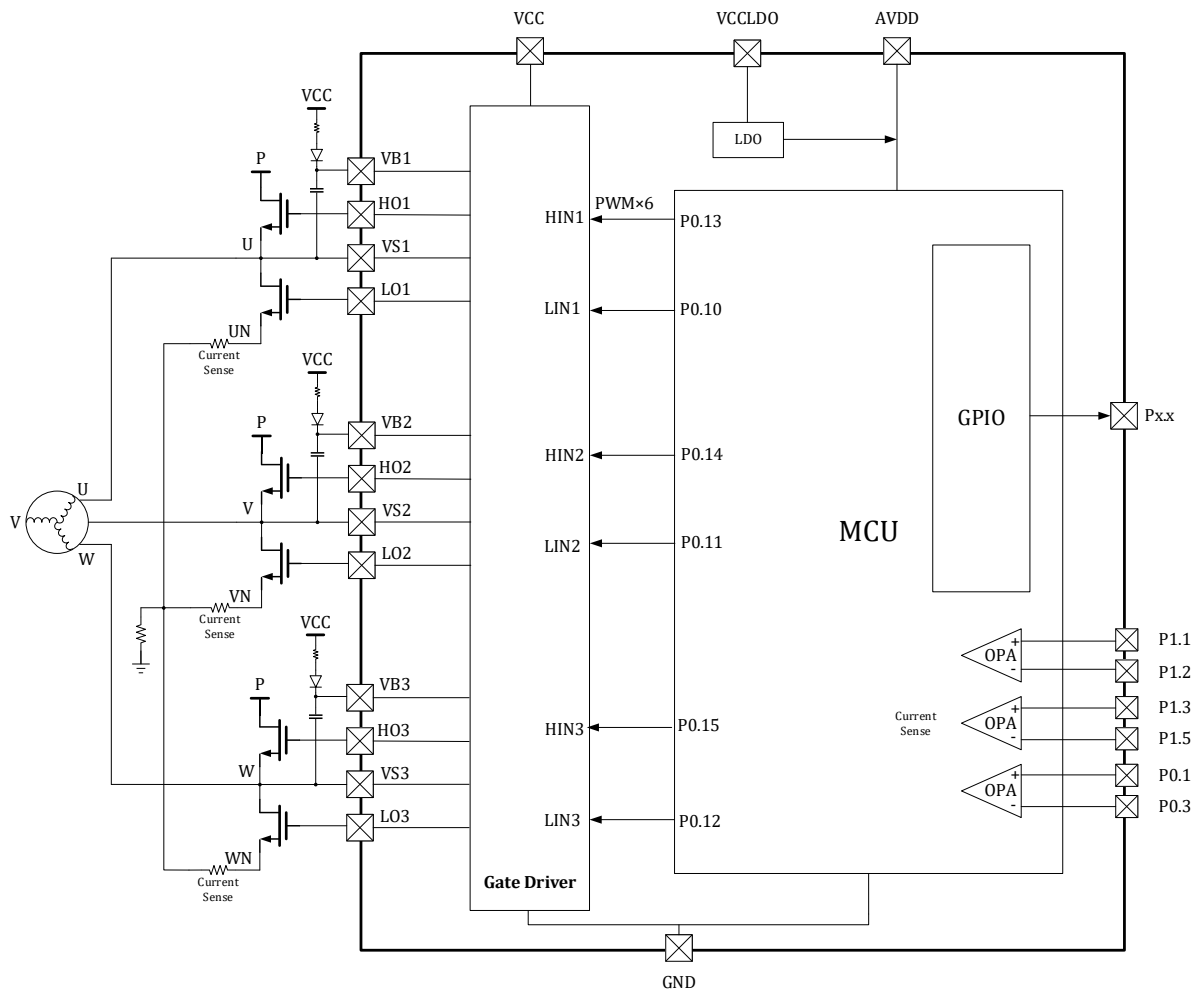 VCC
VCCLDO
AVDD
VCC
LDO
P
VB1
HO1
HIN1
PWM×6
P0.13
U
VS1
LO1
LIN1
P0.10
UN
Current
Sense
VCC
GPIO
Px.x
P
VB2
HO2
HIN2
P0.14
U
V
V
VS2
MCU
W
LO2
LIN2
P0.11
VN
Current
Sense
VCC
P1.1
+
OPA
-
P1.2
P
VB3
HO3
HIN3
P0.15
Current
Sense
P1.3
+
OPA
-
P1.5
W
VS3
P0.1
+
OPA
-
P0.3
LO3
LIN3
P0.12
WN
Current
Sense
Gate Driver
GND